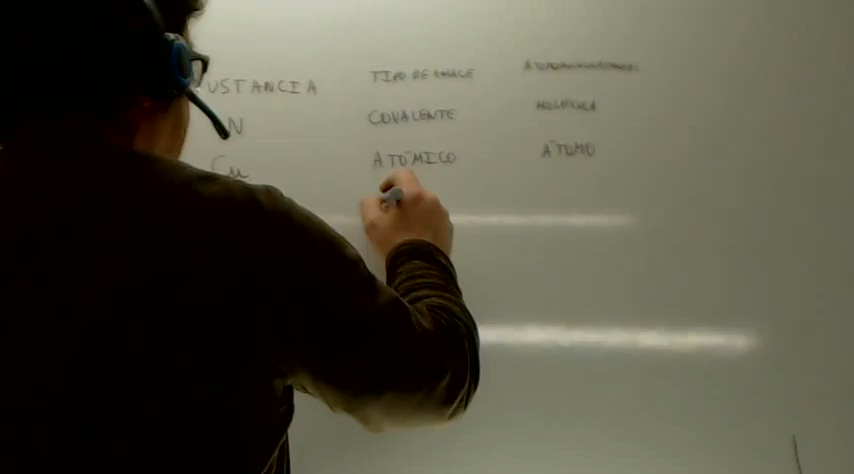 USTANCIA TIPO DE ENLACE
N COVALENTE MOLÉCULA
Cu ATÓMICO ÁTOMO